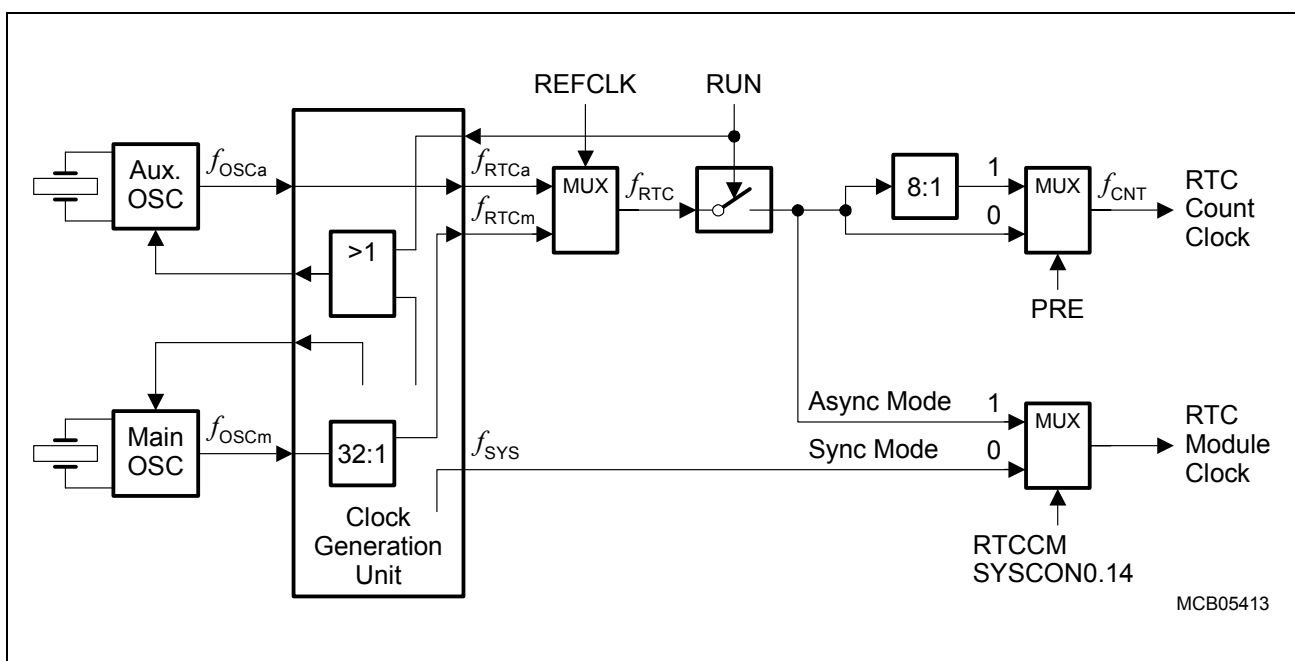 REFCLK
RUN
Aux.
OSC
fOSCa
fRTCa
MUX
fRTC
8:1
1
0
MUX
fCNT
RTC
Count
Clock
fRTCm
>1
PRE
Main
OSC
fOSCm
32:1
fSYS
Async Mode
1
Sync Mode
0
MUX
RTC
Module
Clock
Clock
Generation
Unit
RTCCM
SYSCON0.14
MCB05413